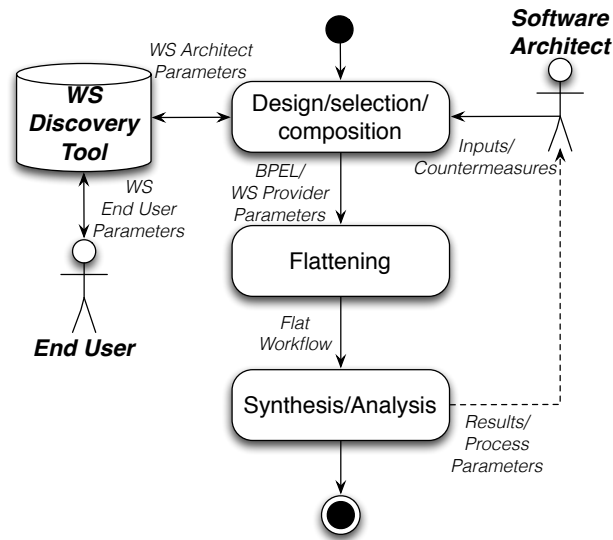 Software
Architect
WS Architect
Parameters
WS
Discovery
Tool
Design/selection/
composition
Inputs/
Countermeasures
BPEL/
WS Provider
Parameters
WS
End User
Parameters
Flattening
End User
Flat
Workflow
Synthesis/Analysis
Results/
Process
Parameters